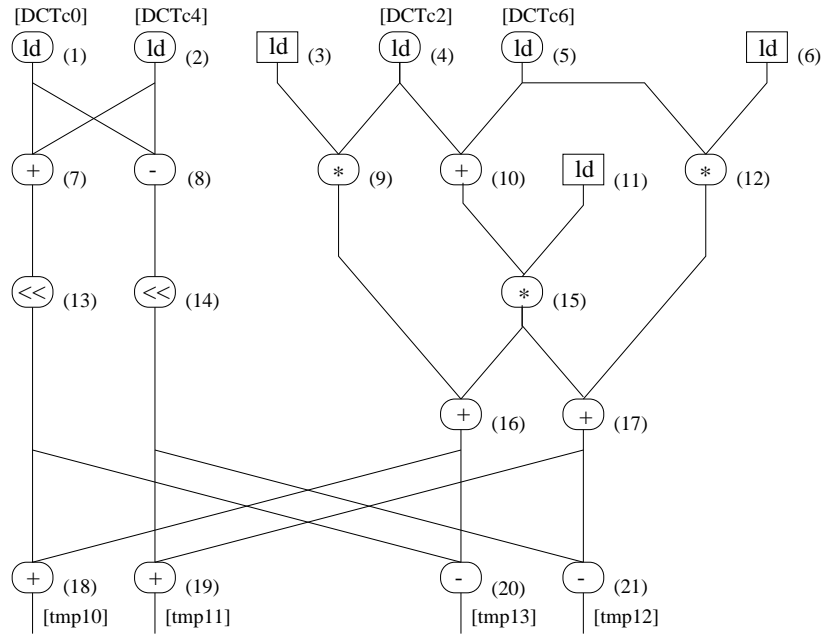 [DCTc0] [DCTc4] [DCTc2] [DCTc6]
ld (1) ld (2) ld (3) ld (4) ld (5) ld (6)
+ (7) - (8) * (9) + (10) ld (11) * (12)
<< (13) << (14) * (15)
+ (16) + (17)
+ (18) + (19) - (20) - (21)
[tmp10] [tmp11] [tmp13] [tmp12]